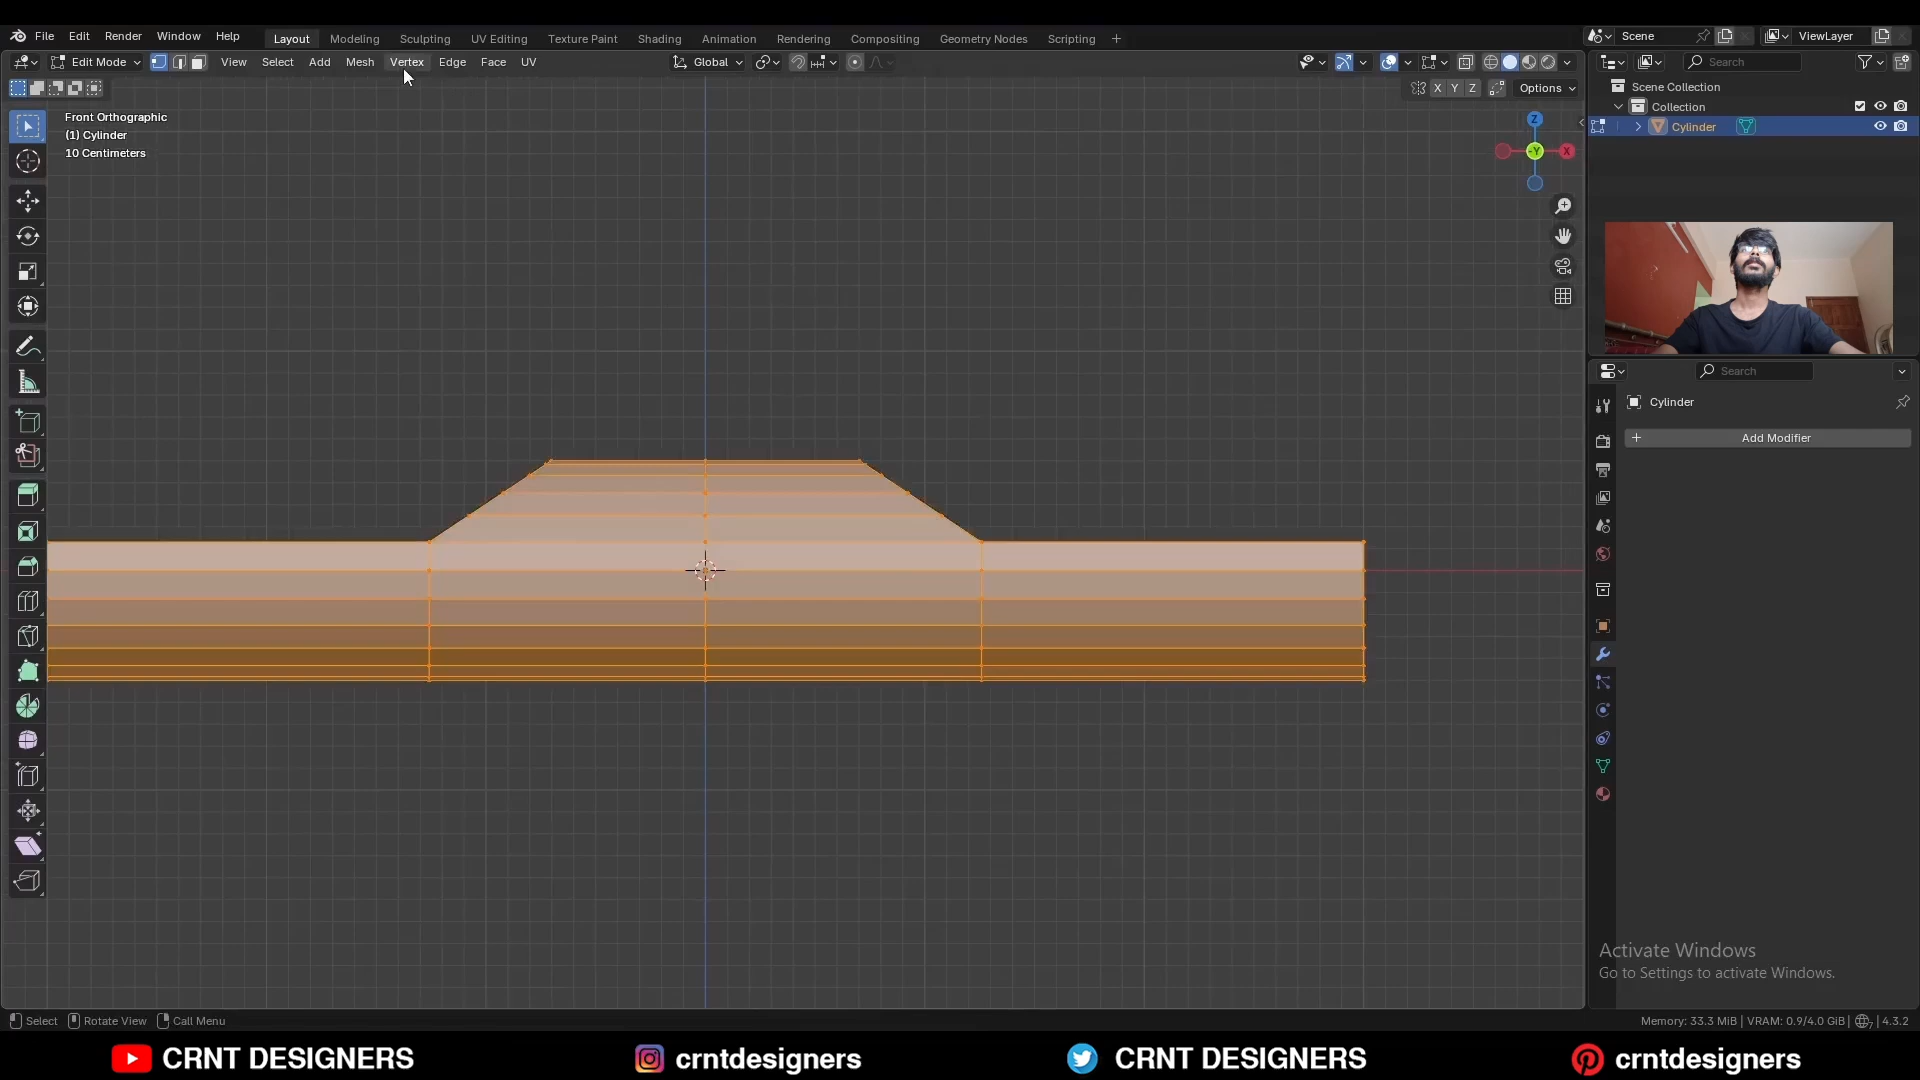 File Edit Render Window Help Layout Modeling Sculpting UV Editing Texture Paint Shading Animation Rendering Compositing Geometry Nodes Scripting + Scene ViewLayer
Edit Mode View Select Add Mesh Vertex Edge Face UV Global Search
X Y Z Options
Scene Collection
Collection
Cylinder
Front Orthographic
(1) Cylinder
10 Centimeters
Z
-Y
X
Search
Cylinder
+ Add Modifier
Activate Windows
Go to Settings to activate Windows.
Select Rotate View Call Menu Memory: 33.3 MiB | VRAM: 0.9/4.0 GiB | 7 | 4.3.2
CRNT DESIGNERS crntdesigners CRNT DESIGNERS crntdesigners